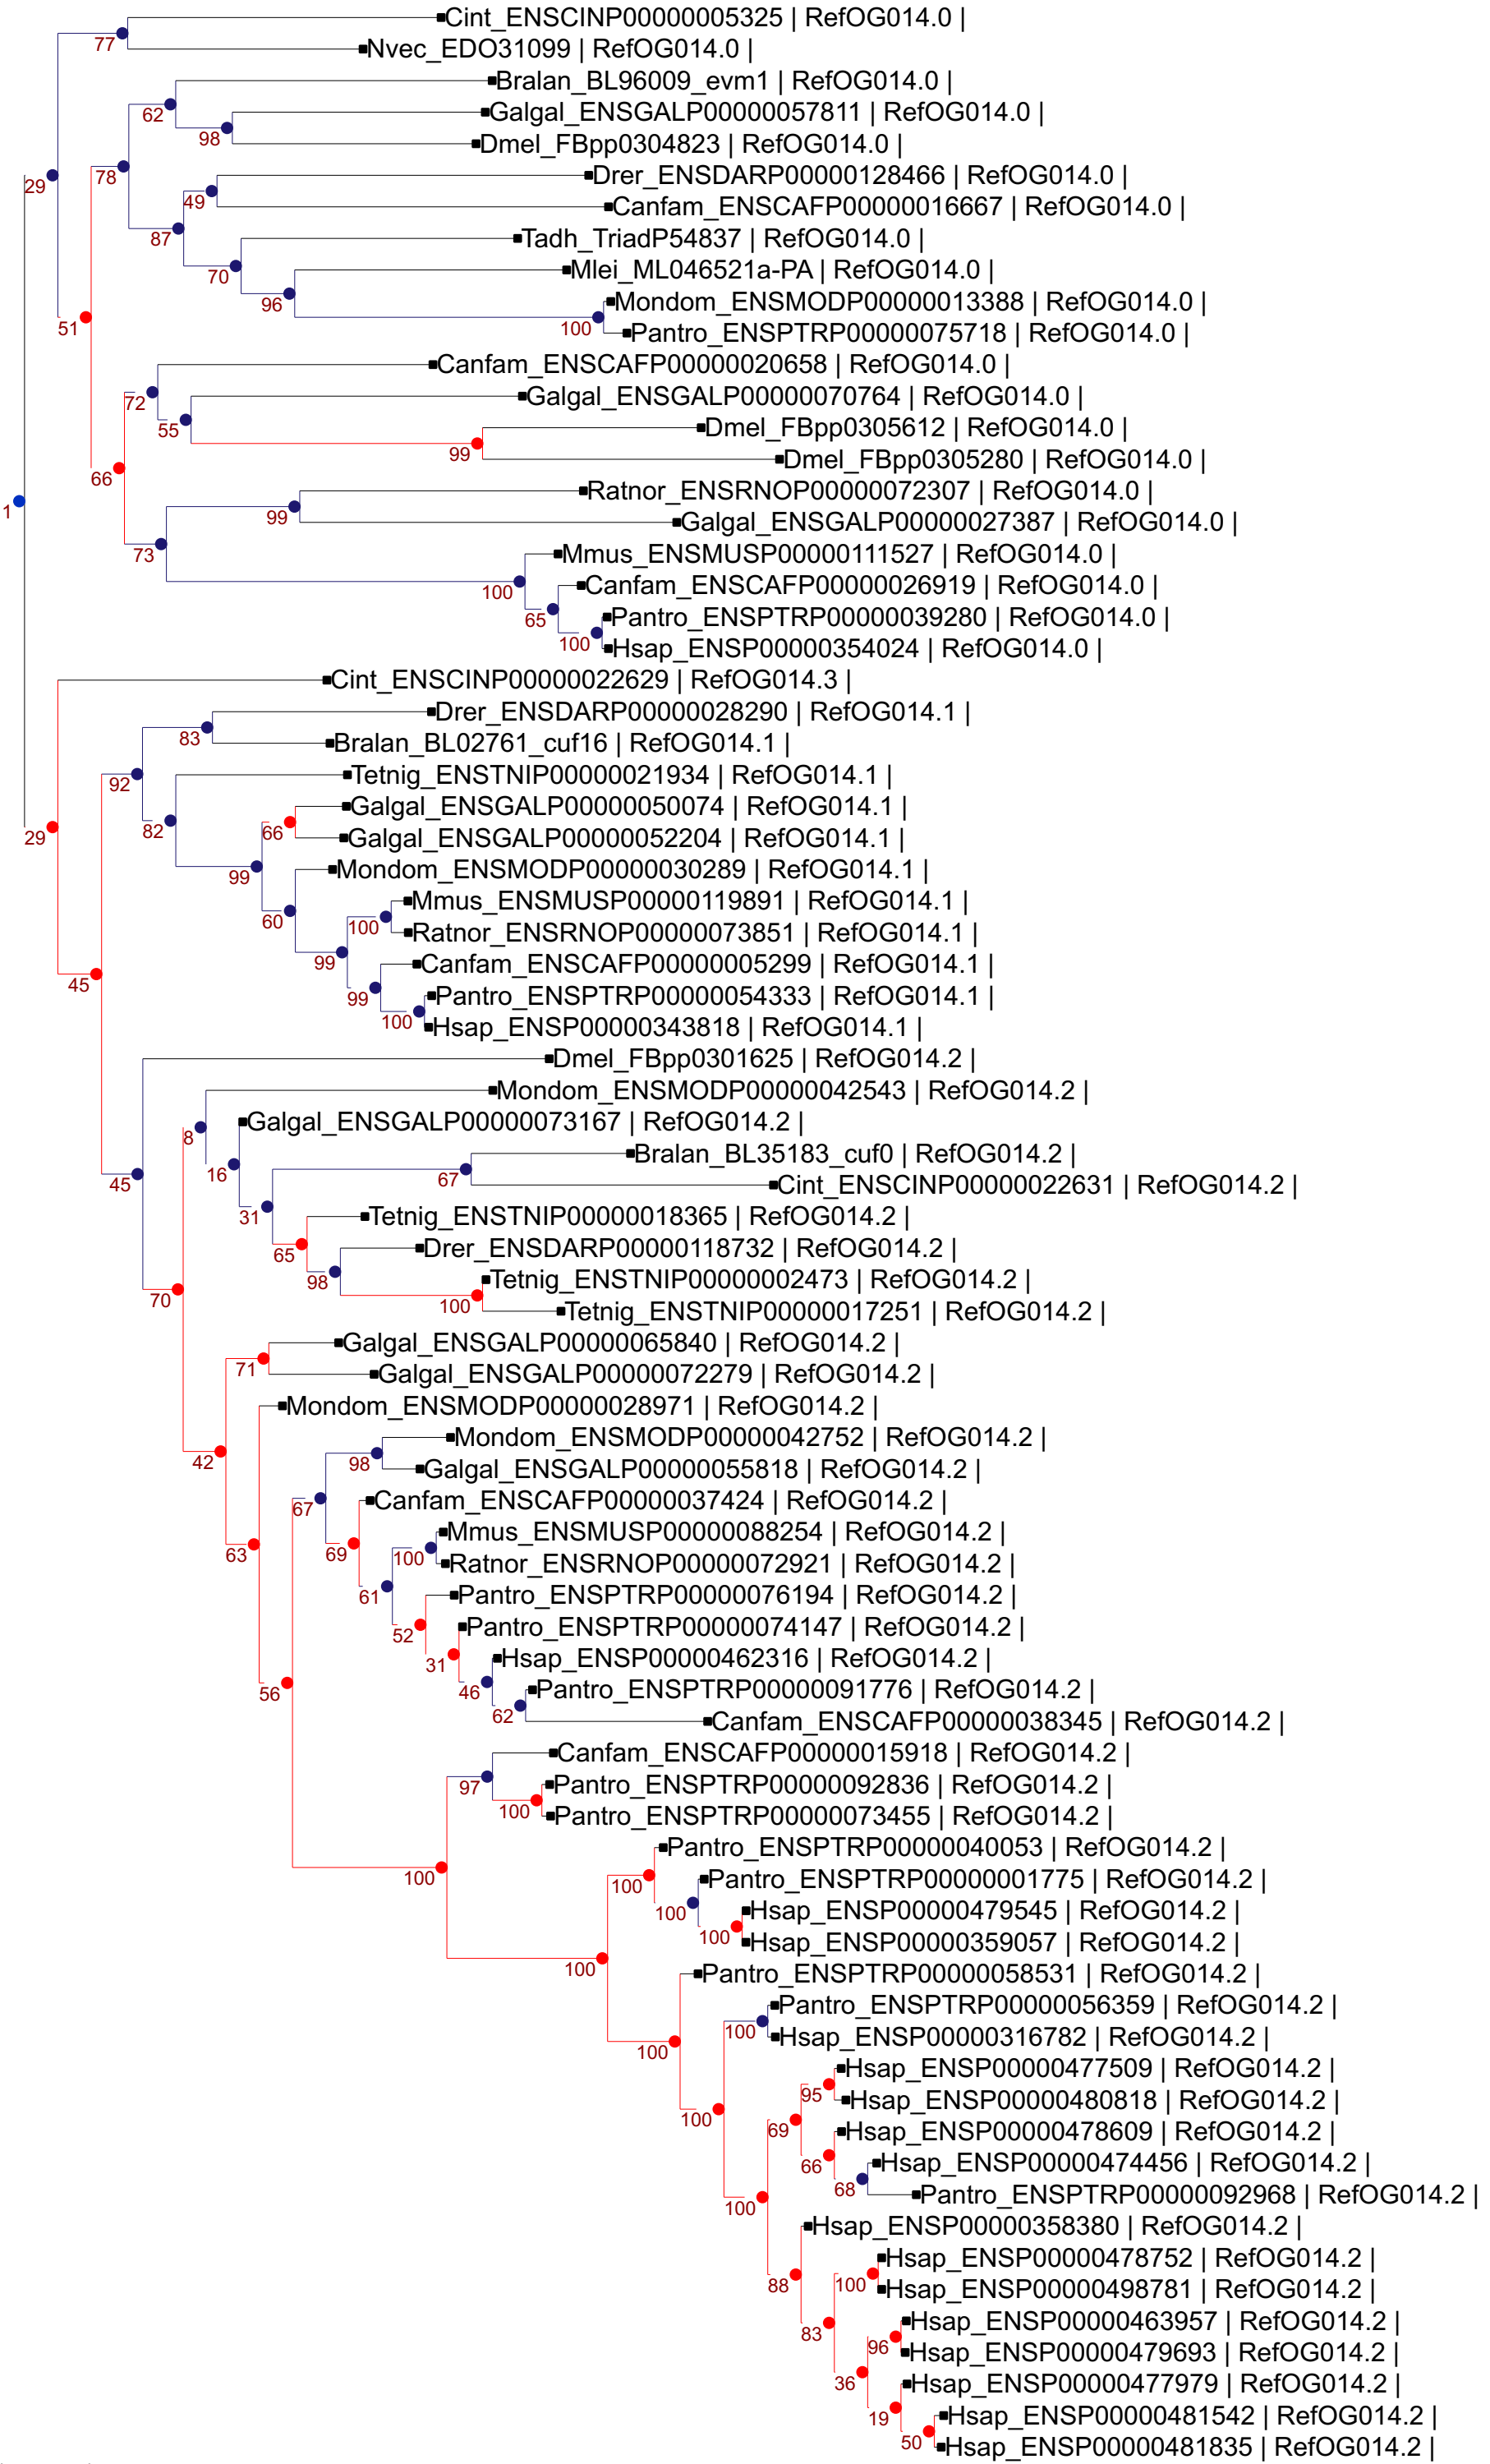 Cint_ENSCINP00000005325 | RefOG014.0 |
77
Nvec_EDO31099 | RefOG014.0 |
Bralan_BL96009_evm1 | RefOG014.0 |
62
Galgal_ENSGALP00000057811 | RefOG014.0 |
98
Dmel_FBpp0304823 | RefOG014.0 |
29
78
Drer_ENSDARP00000128466 | RefOG014.0 |
49
Canfam_ENSCAFP00000016667 | RefOG014.0 |
87
Tadh_TriadP54837 | RefOG014.0 |
70
Mlei_ML046521a-PA | RefOG014.0 |
96
Mondom_ENSMODP00000013388 | RefOG014.0 |
51
100
Pantro_ENSPTRP00000075718 | RefOG014.0 |
Canfam_ENSCAFP00000020658 | RefOG014.0 |
72
Galgal_ENSGALP00000070764 | RefOG014.0 |
55
Dmel_FBpp0305612 | RefOG014.0 |
99
Dmel_FBpp0305280 | RefOG014.0 |
66
Ratnor_ENSRNOP00000072307 | RefOG014.0 |
1
99
Galgal_ENSGALP00000027387 | RefOG014.0 |
73
Mmus_ENSMUSP00000111527 | RefOG014.0 |
100
Canfam_ENSCAFP00000026919 | RefOG014.0 |
65
Pantro_ENSPTRP00000039280 | RefOG014.0 |
100
Hsap_ENSP00000354024 | RefOG014.0 |
Cint_ENSCINP00000022629 | RefOG014.3 |
Drer_ENSDARP00000028290 | RefOG014.1 |
83
Bralan_BL02761_cuf16 | RefOG014.1 |
92
Tetnig_ENSTNIP00000021934 | RefOG014.1 |
Galgal_ENSGALP00000050074 | RefOG014.1 |
29
82
66
Galgal_ENSGALP00000052204 | RefOG014.1 |
99
Mondom_ENSMODP00000030289 | RefOG014.1 |
Mmus_ENSMUSP00000119891 | RefOG014.1 |
60
100
Ratnor_ENSRNOP00000073851 | RefOG014.1 |
99
Canfam_ENSCAFP00000005299 | RefOG014.1 |
45
99
Pantro_ENSPTRP00000054333 | RefOG014.1 |
100
Hsap_ENSP00000343818 | RefOG014.1 |
Dmel_FBpp0301625 | RefOG014.2 |
Mondom_ENSMODP00000042543 | RefOG014.2 |
Galgal_ENSGALP00000073167 | RefOG014.2 |
8
Bralan_BL35183_cuf0 | RefOG014.2 |
45
16
67
Cint_ENSCINP00000022631 | RefOG014.2 |
31
Tetnig_ENSTNIP00000018365 | RefOG014.2 |
65
Drer_ENSDARP00000118732 | RefOG014.2 |
98
Tetnig_ENSTNIP00000002473 | RefOG014.2 |
70
100
Tetnig_ENSTNIP00000017251 | RefOG014.2 |
Galgal_ENSGALP00000065840 | RefOG014.2 |
71
Galgal_ENSGALP00000072279 | RefOG014.2 |
Mondom_ENSMODP00000028971 | RefOG014.2 |
Mondom_ENSMODP00000042752 | RefOG014.2 |
42
98
Galgal_ENSGALP00000055818 | RefOG014.2 |
67
Canfam_ENSCAFP00000037424 | RefOG014.2 |
Mmus_ENSMUSP00000088254 | RefOG014.2 |
63
69
100
Ratnor_ENSRNOP00000072921 | RefOG014.2 |
61
Pantro_ENSPTRP00000076194 | RefOG014.2 |
52
Pantro_ENSPTRP00000074147 | RefOG014.2 |
31
Hsap_ENSP00000462316 | RefOG014.2 |
56
46
Pantro_ENSPTRP00000091776 | RefOG014.2 |
62
Canfam_ENSCAFP00000038345 | RefOG014.2 |
Canfam_ENSCAFP00000015918 | RefOG014.2 |
97
Pantro_ENSPTRP00000092836 | RefOG014.2 |
100
Pantro_ENSPTRP00000073455 | RefOG014.2 |
Pantro_ENSPTRP00000040053 | RefOG014.2 |
100
100
Pantro_ENSPTRP00000001775 | RefOG014.2 |
100
Hsap_ENSP00000479545 | RefOG014.2 |
100
Hsap_ENSP00000359057 | RefOG014.2 |
100
Pantro_ENSPTRP00000058531 | RefOG014.2 |
Pantro_ENSPTRP00000056359 | RefOG014.2 |
100
Hsap_ENSP00000316782 | RefOG014.2 |
100
Hsap_ENSP00000477509 | RefOG014.2 |
95
Hsap_ENSP00000480818 | RefOG014.2 |
100
69
Hsap_ENSP00000478609 | RefOG014.2 |
66
Hsap_ENSP00000474456 | RefOG014.2 |
68
Pantro_ENSPTRP00000092968 | RefOG014.2 |
100
Hsap_ENSP00000358380 | RefOG014.2 |
Hsap_ENSP00000478752 | RefOG014.2 |
88
100
Hsap_ENSP00000498781 | RefOG014.2 |
Hsap_ENSP00000463957 | RefOG014.2 |
83
96
Hsap_ENSP00000479693 | RefOG014.2 |
36
Hsap_ENSP00000477979 | RefOG014.2 |
19
Hsap_ENSP00000481542 | RefOG014.2 |
50
Hsap_ENSP00000481835 | RefOG014.2 |